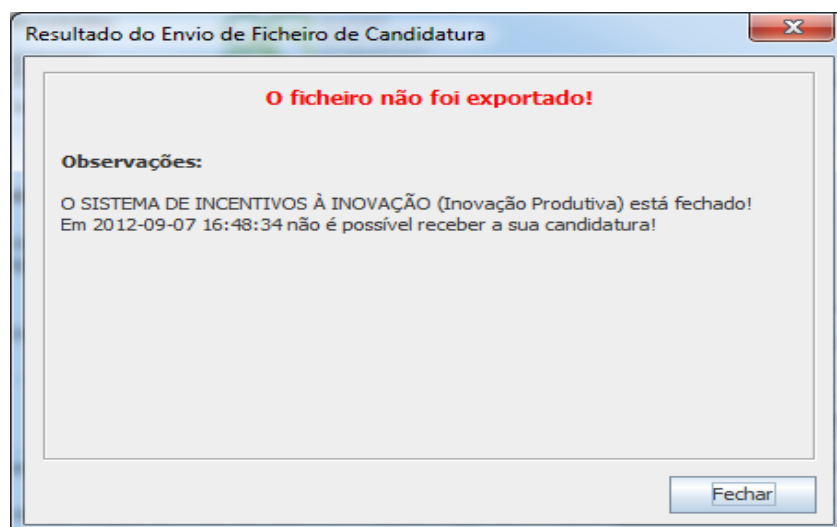 Resultado do Envio de Ficheiro de Candidatura
O ficheiro não foi exportado!
Observações:
O SISTEMA DE INCENTIVOS À INOVAÇÃO (Inovação Produtiva) está fechado!
Em 2012-09-07 16:48:34 não é possível receber a sua candidatura!
Fechar